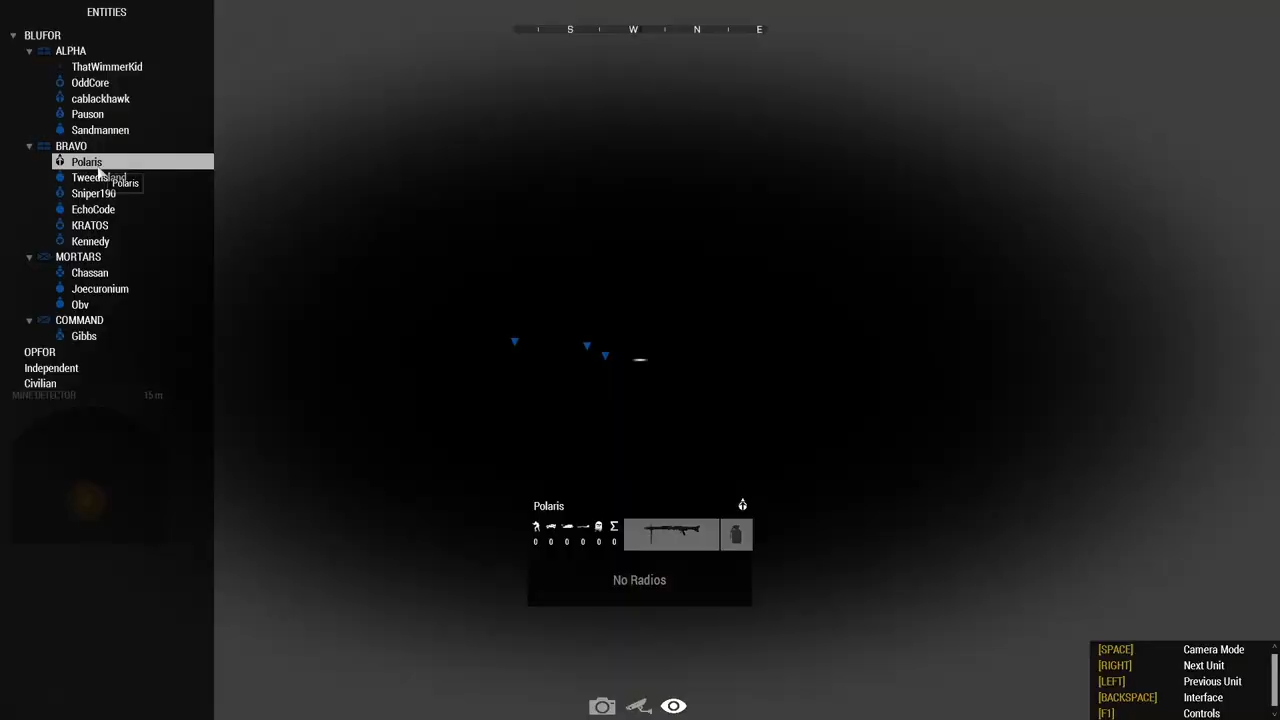 ENTITIES
BLUFOR
ALPHA
ThatWimmerKid
OddCore
cablackhawk
Pauson
Sandmannen
BRAVO
Polaris
TweedIsland
Polaris
Sniper190
EchoCode
KRATOS
Kennedy
MORTARS
Chassan
Joecuronium
Obv
COMMAND
Gibbs
OPFOR
Independent
Civilian
MINE DETECTOR 15 m
S W N E
Polaris
0 0 0 0 0 0
No Radios
[SPACE] Camera Mode
[RIGHT] Next Unit
[LEFT] Previous Unit
[BACKSPACE] Interface
[F1] Controls